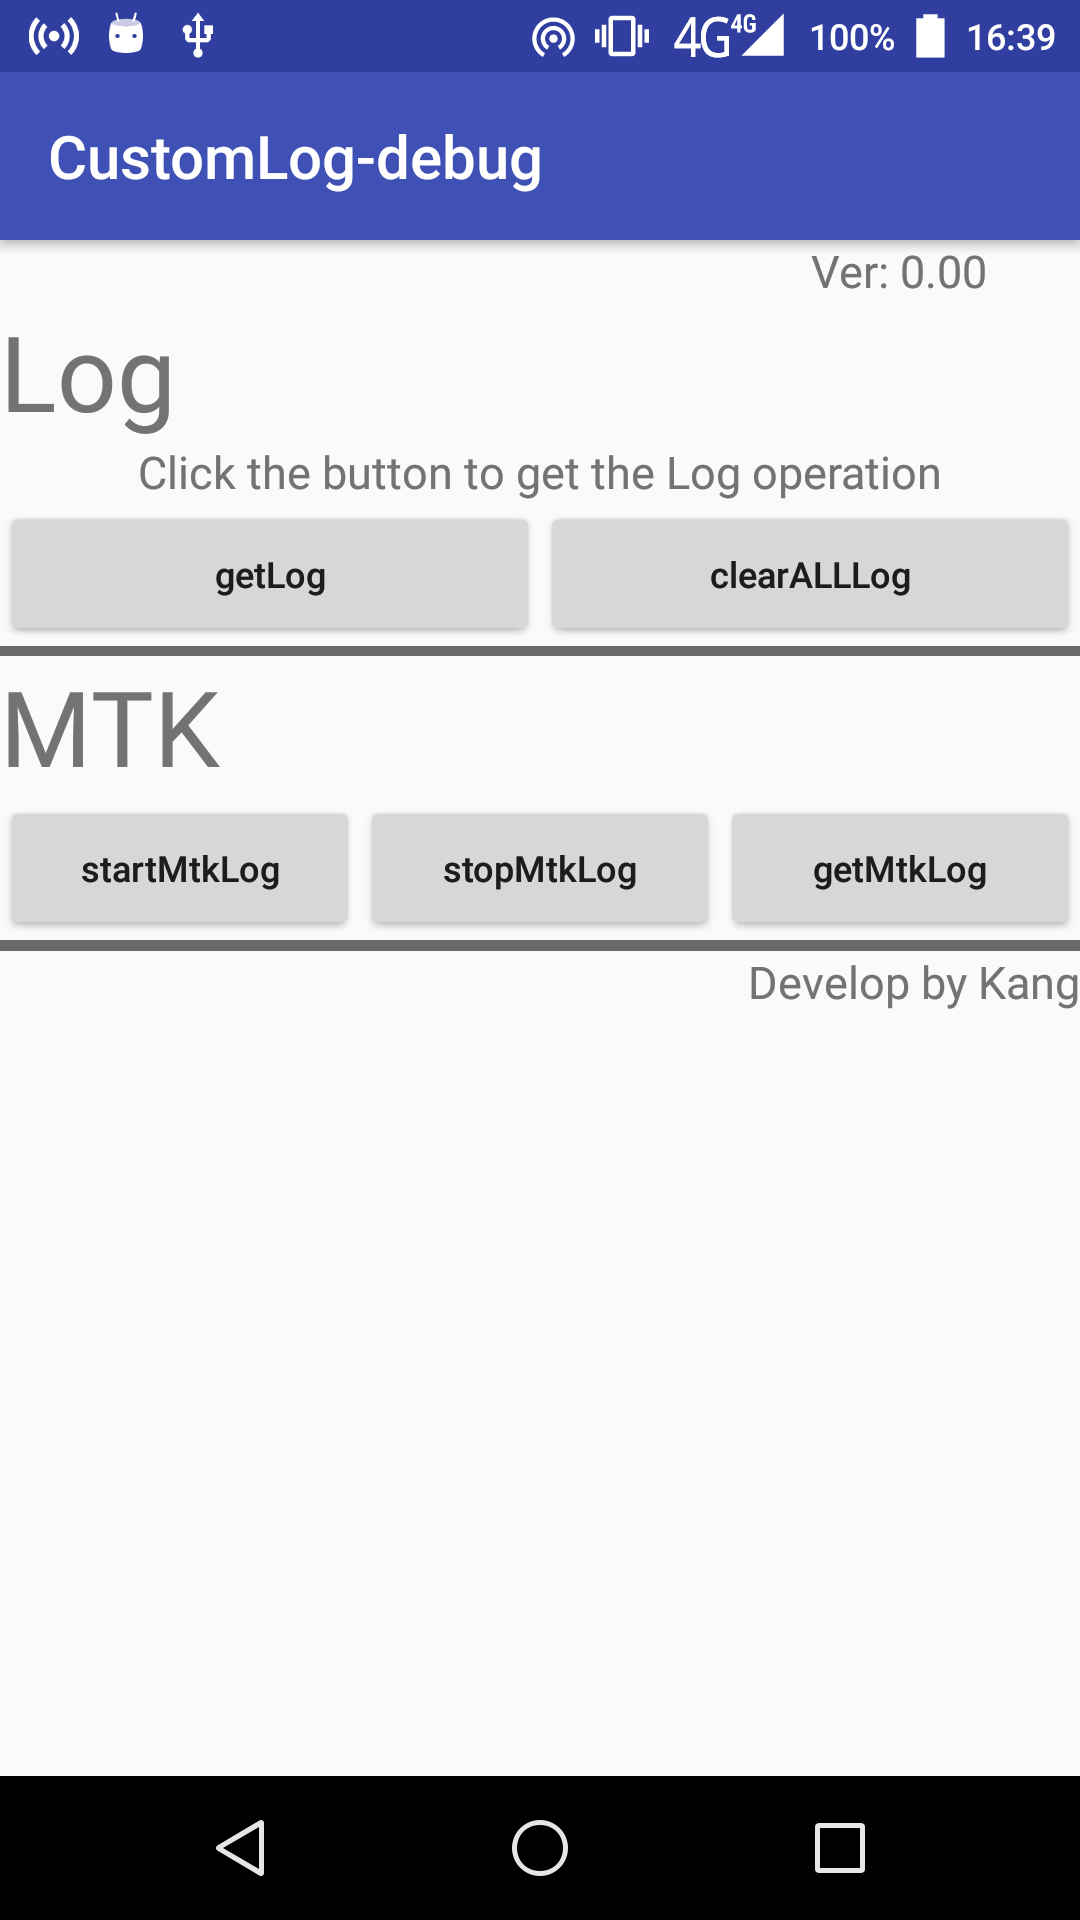 4G 4G 100% 16:39
CustomLog-debug
Ver: 0.00
Log
Click the button to get the Log operation
getLog clearALLLog
MTK
startMtkLog stopMtkLog getMtkLog
Develop by Kang